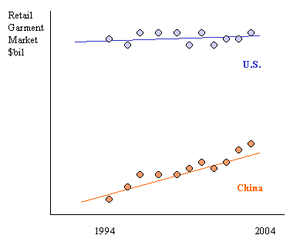 Retail
Garment
Market
$bil
U.S.
China
1994
2004